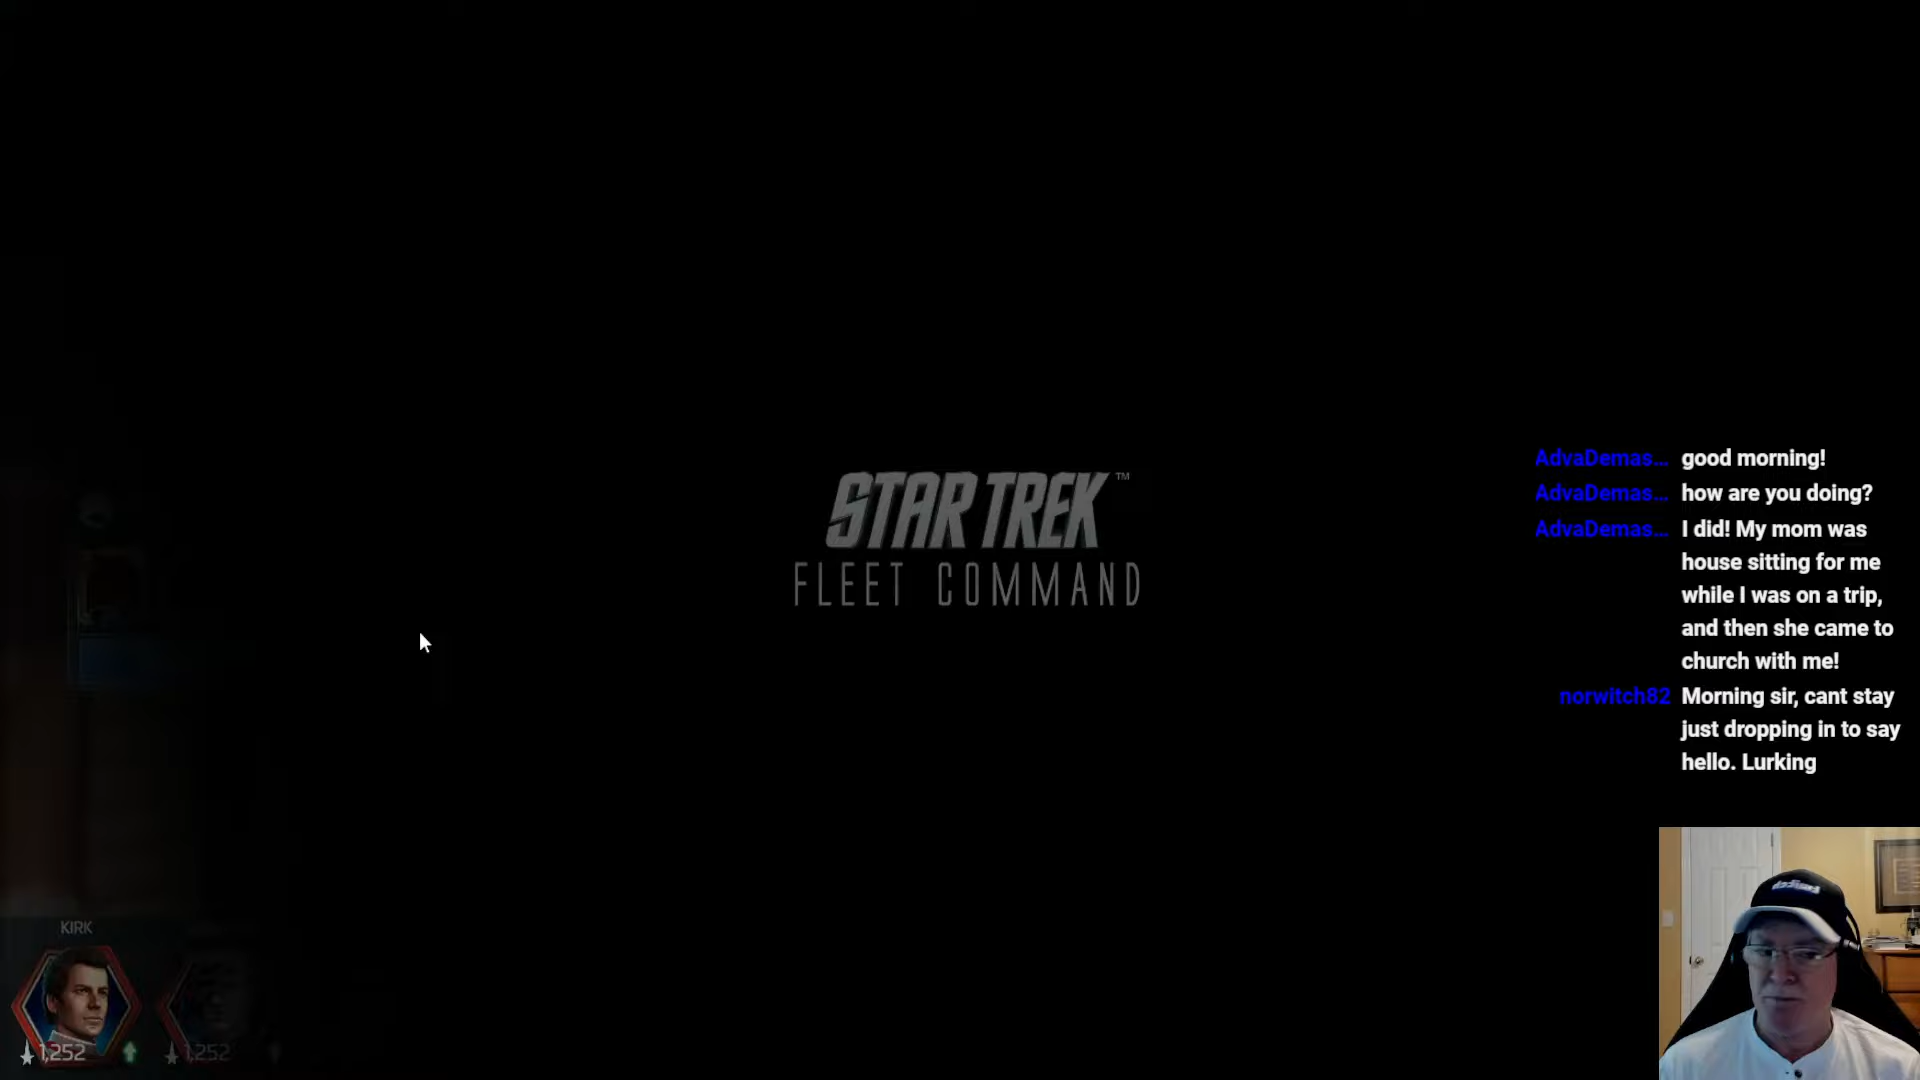 STAR TREK™
FLEET COMMAND
AdvaDemas... good morning!
AdvaDemas... how are you doing?
AdvaDemas... I did! My mom was
house sitting for me
while I was on a trip,
and then she came to
church with me!
norwitch82 Morning sir, cant stay
just dropping in to say
hello. Lurking
KIRK
1,252
1,252